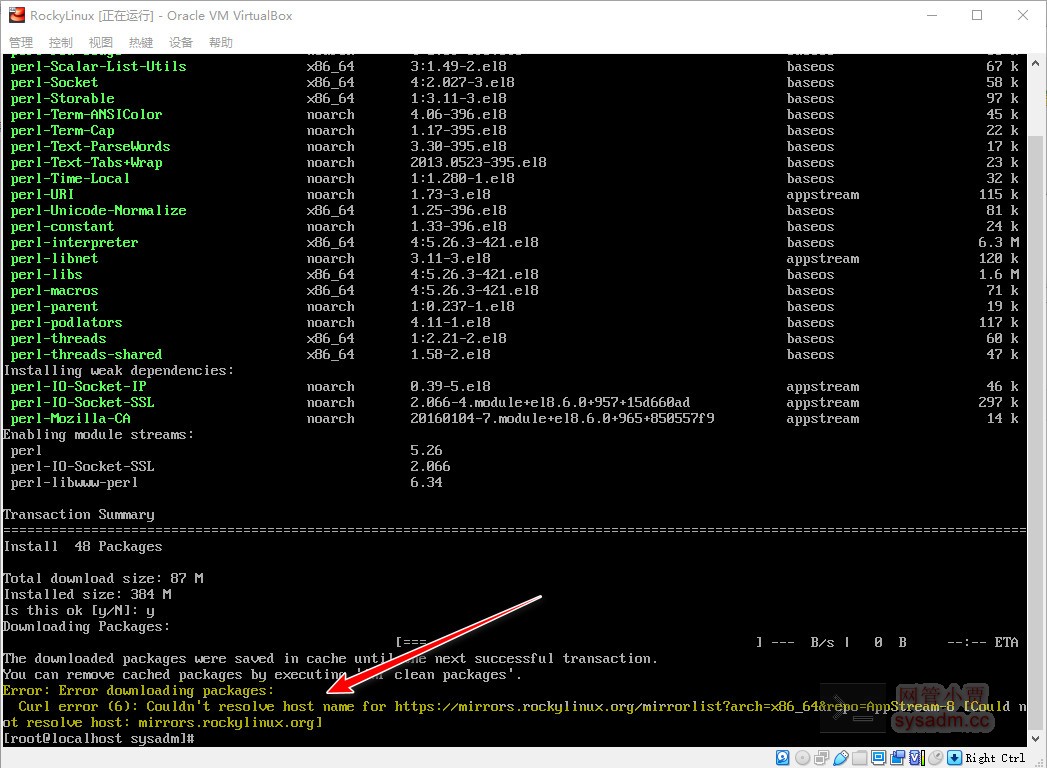 RockyLinux [正在运行] - Oracle VM VirtualBox
管理 控制 视图 热键 设备 帮助
perl-Scalar-List-Utils x86_64 3:1.49-2.el8 baseos 67 k
perl-Socket x86_64 4:2.027-3.el8 baseos 58 k
perl-Storable x86_64 1:3.11-3.el8 baseos 97 k
perl-Term-ANSIColor noarch 4.06-396.el8 baseos 45 k
perl-Term-Cap noarch 1.17-395.el8 baseos 22 k
perl-Text-ParseWords noarch 3.30-395.el8 baseos 17 k
perl-Text-Tabs+Wrap noarch 2013.0523-395.el8 baseos 23 k
perl-Time-Local noarch 1:1.280-1.el8 baseos 32 k
perl-URI noarch 1.73-3.el8 appstream 115 k
perl-Unicode-Normalize x86_64 1.25-396.el8 baseos 81 k
perl-constant noarch 1.33-396.el8 baseos 24 k
perl-interpreter x86_64 4:5.26.3-421.el8 baseos 6.3 M
perl-libnet noarch 3.11-3.el8 appstream 120 k
perl-libs x86_64 4:5.26.3-421.el8 baseos 1.6 M
perl-macros x86_64 4:5.26.3-421.el8 baseos 71 k
perl-parent noarch 1:0.237-1.el8 baseos 19 k
perl-podlators noarch 4.11-1.el8 baseos 117 k
perl-threads x86_64 1:2.21-2.el8 baseos 60 k
perl-threads-shared x86_64 1.58-2.el8 baseos 47 k
Installing weak dependencies:
perl-IO-Socket-IP noarch 0.39-5.el8 appstream 46 k
perl-IO-Socket-SSL noarch 2.066-4.module+el8.6.0+957+15d660ad appstream 297 k
perl-Mozilla-CA noarch 20160104-7.module+el8.6.0+965+850557f9 appstream 14 k
Enabling module streams:
perl 5.26
perl-IO-Socket-SSL 2.066
perl-libwww-perl 6.34
Transaction Summary
================================================================================
Install 48 Packages
Total download size: 87 M
Installed size: 384 M
Is this ok [y/N]: y
Downloading Packages:
[=== ] --- B/s | 0 B --:-- ETA
The downloaded packages were saved in cache until the next successful transaction.
You can remove cached packages by executing clean packages'.
Error: Error downloading packages:
Curl error (6): Couldn't resolve host name for https://mirrors.rockylinux.org/mirrorlist?arch=x86_64&repo=AppStream-8 [Could n
ot resolve host: mirrors.rockylinux.org]
[root@localhost sysadm]#
网管小贾
sysadm.cc
Right Ctrl